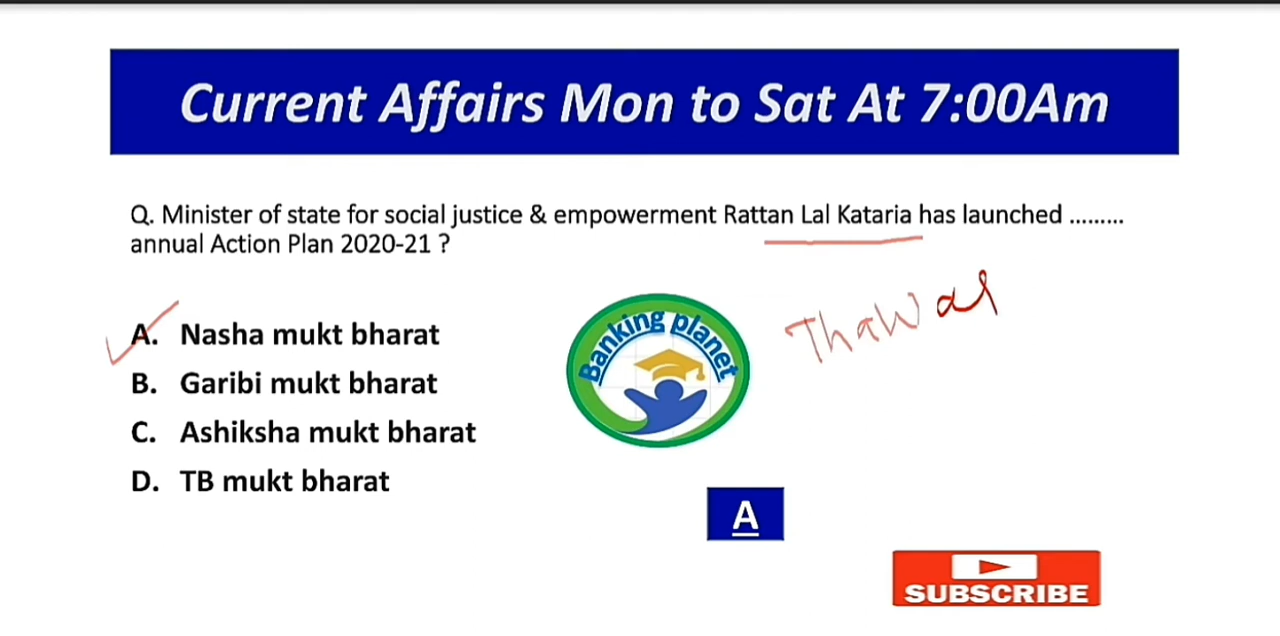 Current Affairs Mon to Sat At 7:00Am
Q. Minister of state for social justice & empowerment Rattan Lal Kataria has launched .........
annual Action Plan 2020-21 ?
A. Nasha mukt bharat
B. Garibi mukt bharat
C. Ashiksha mukt bharat
D. TB mukt bharat
Banking planet
Thawar
A
SUBSCRIBE